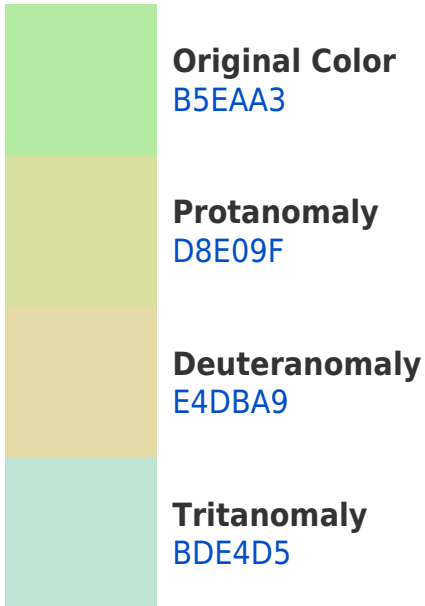 Original Color
B5EAA3
Protanomaly
D8E09F
Deuteranomaly
E4DBA9
Tritanomaly
BDE4D5